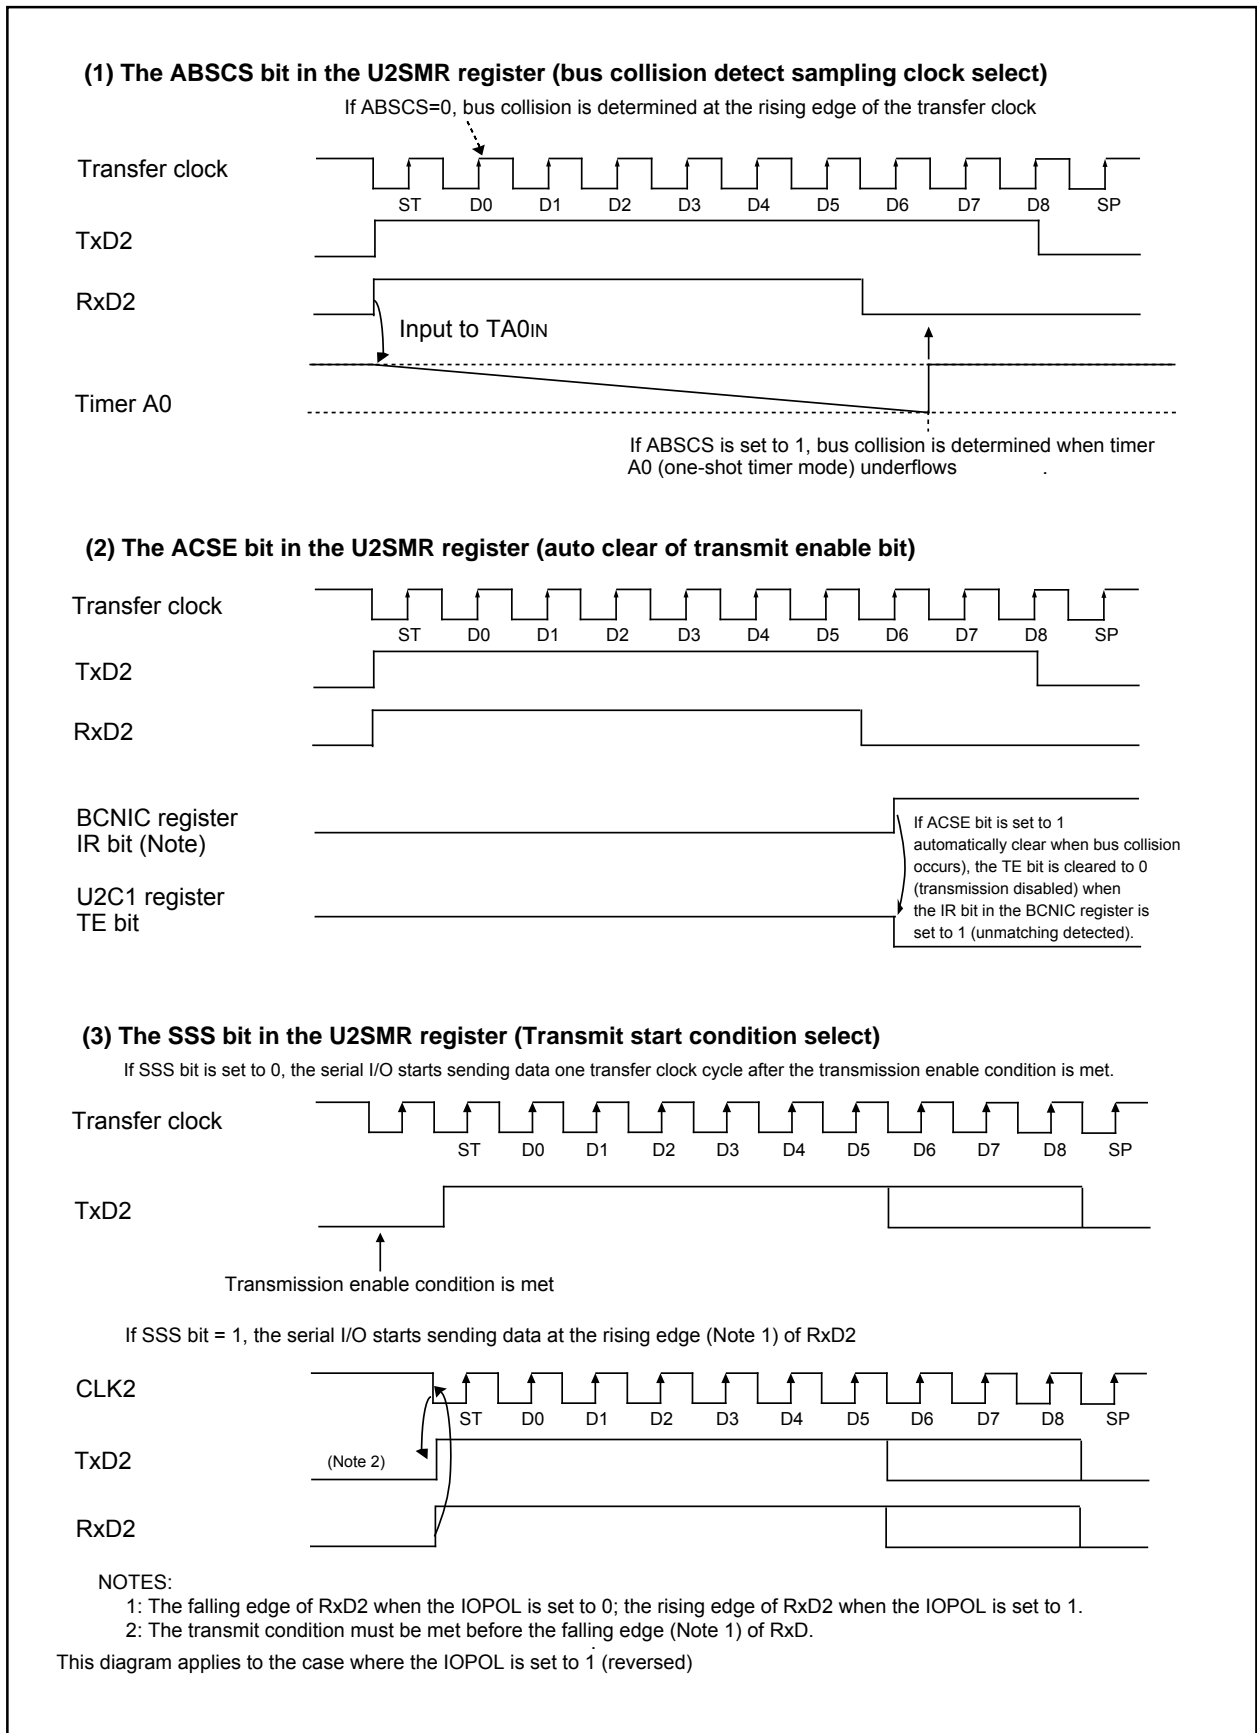 (1) The ABSCS bit in the U2SMR register (bus collision detect sampling clock select)
If ABSCS=0, bus collision is determined at the rising edge of the transfer clock
Transfer clock
ST D0 D1 D2 D3 D4 D5 D6 D7 D8 SP
TxD2
RxD2
Input to TA0IN
Timer A0
If ABSCS is set to 1, bus collision is determined when timer
A0 (one-shot timer mode) underflows .
(2) The ACSE bit in the U2SMR register (auto clear of transmit enable bit)
Transfer clock
ST D0 D1 D2 D3 D4 D5 D6 D7 D8 SP
TxD2
RxD2
BCNIC register
IR bit (Note)
U2C1 register
TE bit
If ACSE bit is set to 1
automatically clear when bus collision
occurs), the TE bit is cleared to 0
(transmission disabled) when
the IR bit in the BCNIC register is
set to 1 (unmatching detected).
(3) The SSS bit in the U2SMR register (Transmit start condition select)
If SSS bit is set to 0, the serial I/O starts sending data one transfer clock cycle after the transmission enable condition is met.
Transfer clock
ST D0 D1 D2 D3 D4 D5 D6 D7 D8 SP
TxD2
Transmission enable condition is met
If SSS bit = 1, the serial I/O starts sending data at the rising edge (Note 1) of RxD2
CLK2
ST D0 D1 D2 D3 D4 D5 D6 D7 D8 SP
TxD2
(Note 2)
RxD2
NOTES:
1: The falling edge of RxD2 when the IOPOL is set to 0; the rising edge of RxD2 when the IOPOL is set to 1.
2: The transmit condition must be met before the falling edge (Note 1) of RxD.
.
This diagram applies to the case where the IOPOL is set to 1 (reversed)